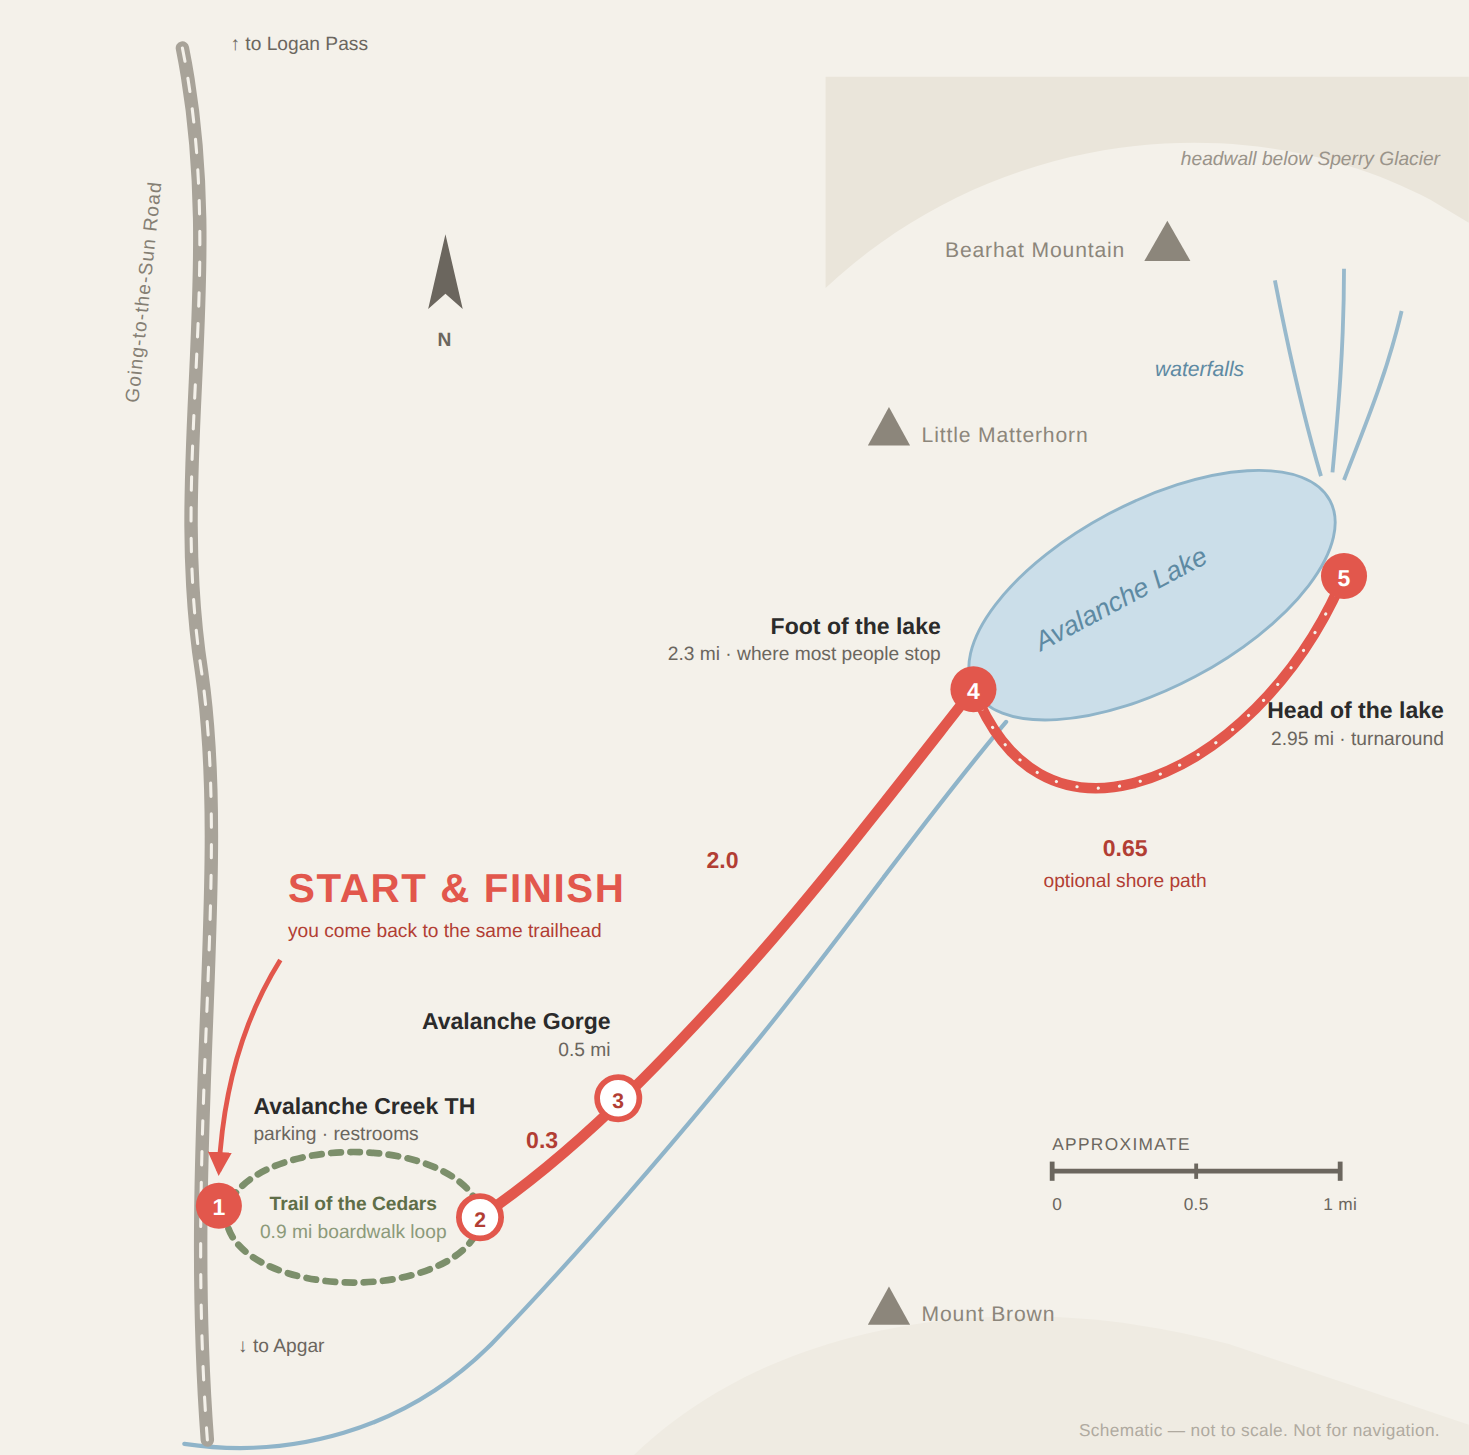 ↑ to Logan Pass
headwall below Sperry Glacier
Going-to-the-Sun Road
Bearhat Mountain
N
waterfalls
Little Matterhorn
Avalanche Lake
5
Foot of the lake
2.3 mi · where most people stop
4
Head of the lake
2.95 mi · turnaround
2.0
0.65
optional shore path
START & FINISH
you come back to the same trailhead
Avalanche Gorge
0.5 mi
3
Avalanche Creek TH
parking · restrooms
0.3
APPROXIMATE
0 0.5 1 mi
1
Trail of the Cedars
0.9 mi boardwalk loop
2
Mount Brown
↓ to Apgar
Schematic — not to scale. Not for navigation.